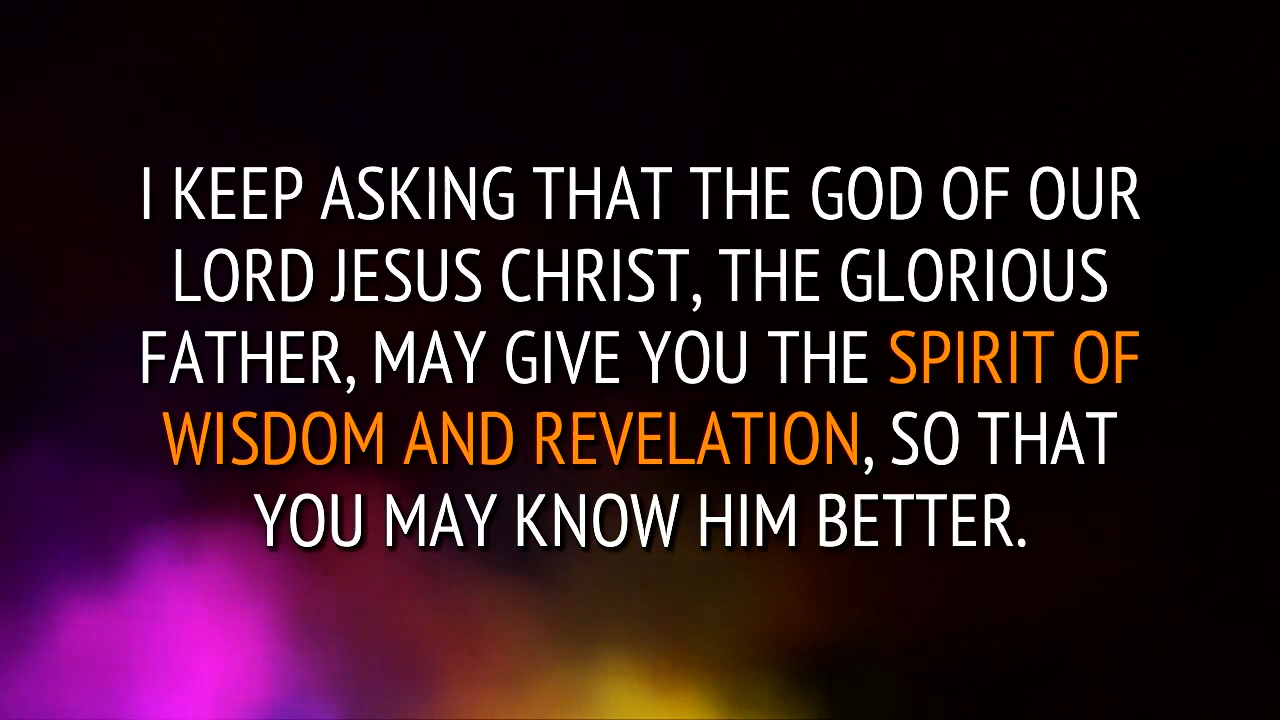 I KEEP ASKING THAT THE GOD OF OUR
LORD JESUS CHRIST, THE GLORIOUS
FATHER, MAY GIVE YOU THE SPIRIT OF
WISDOM AND REVELATION, SO THAT
YOU MAY KNOW HIM BETTER.